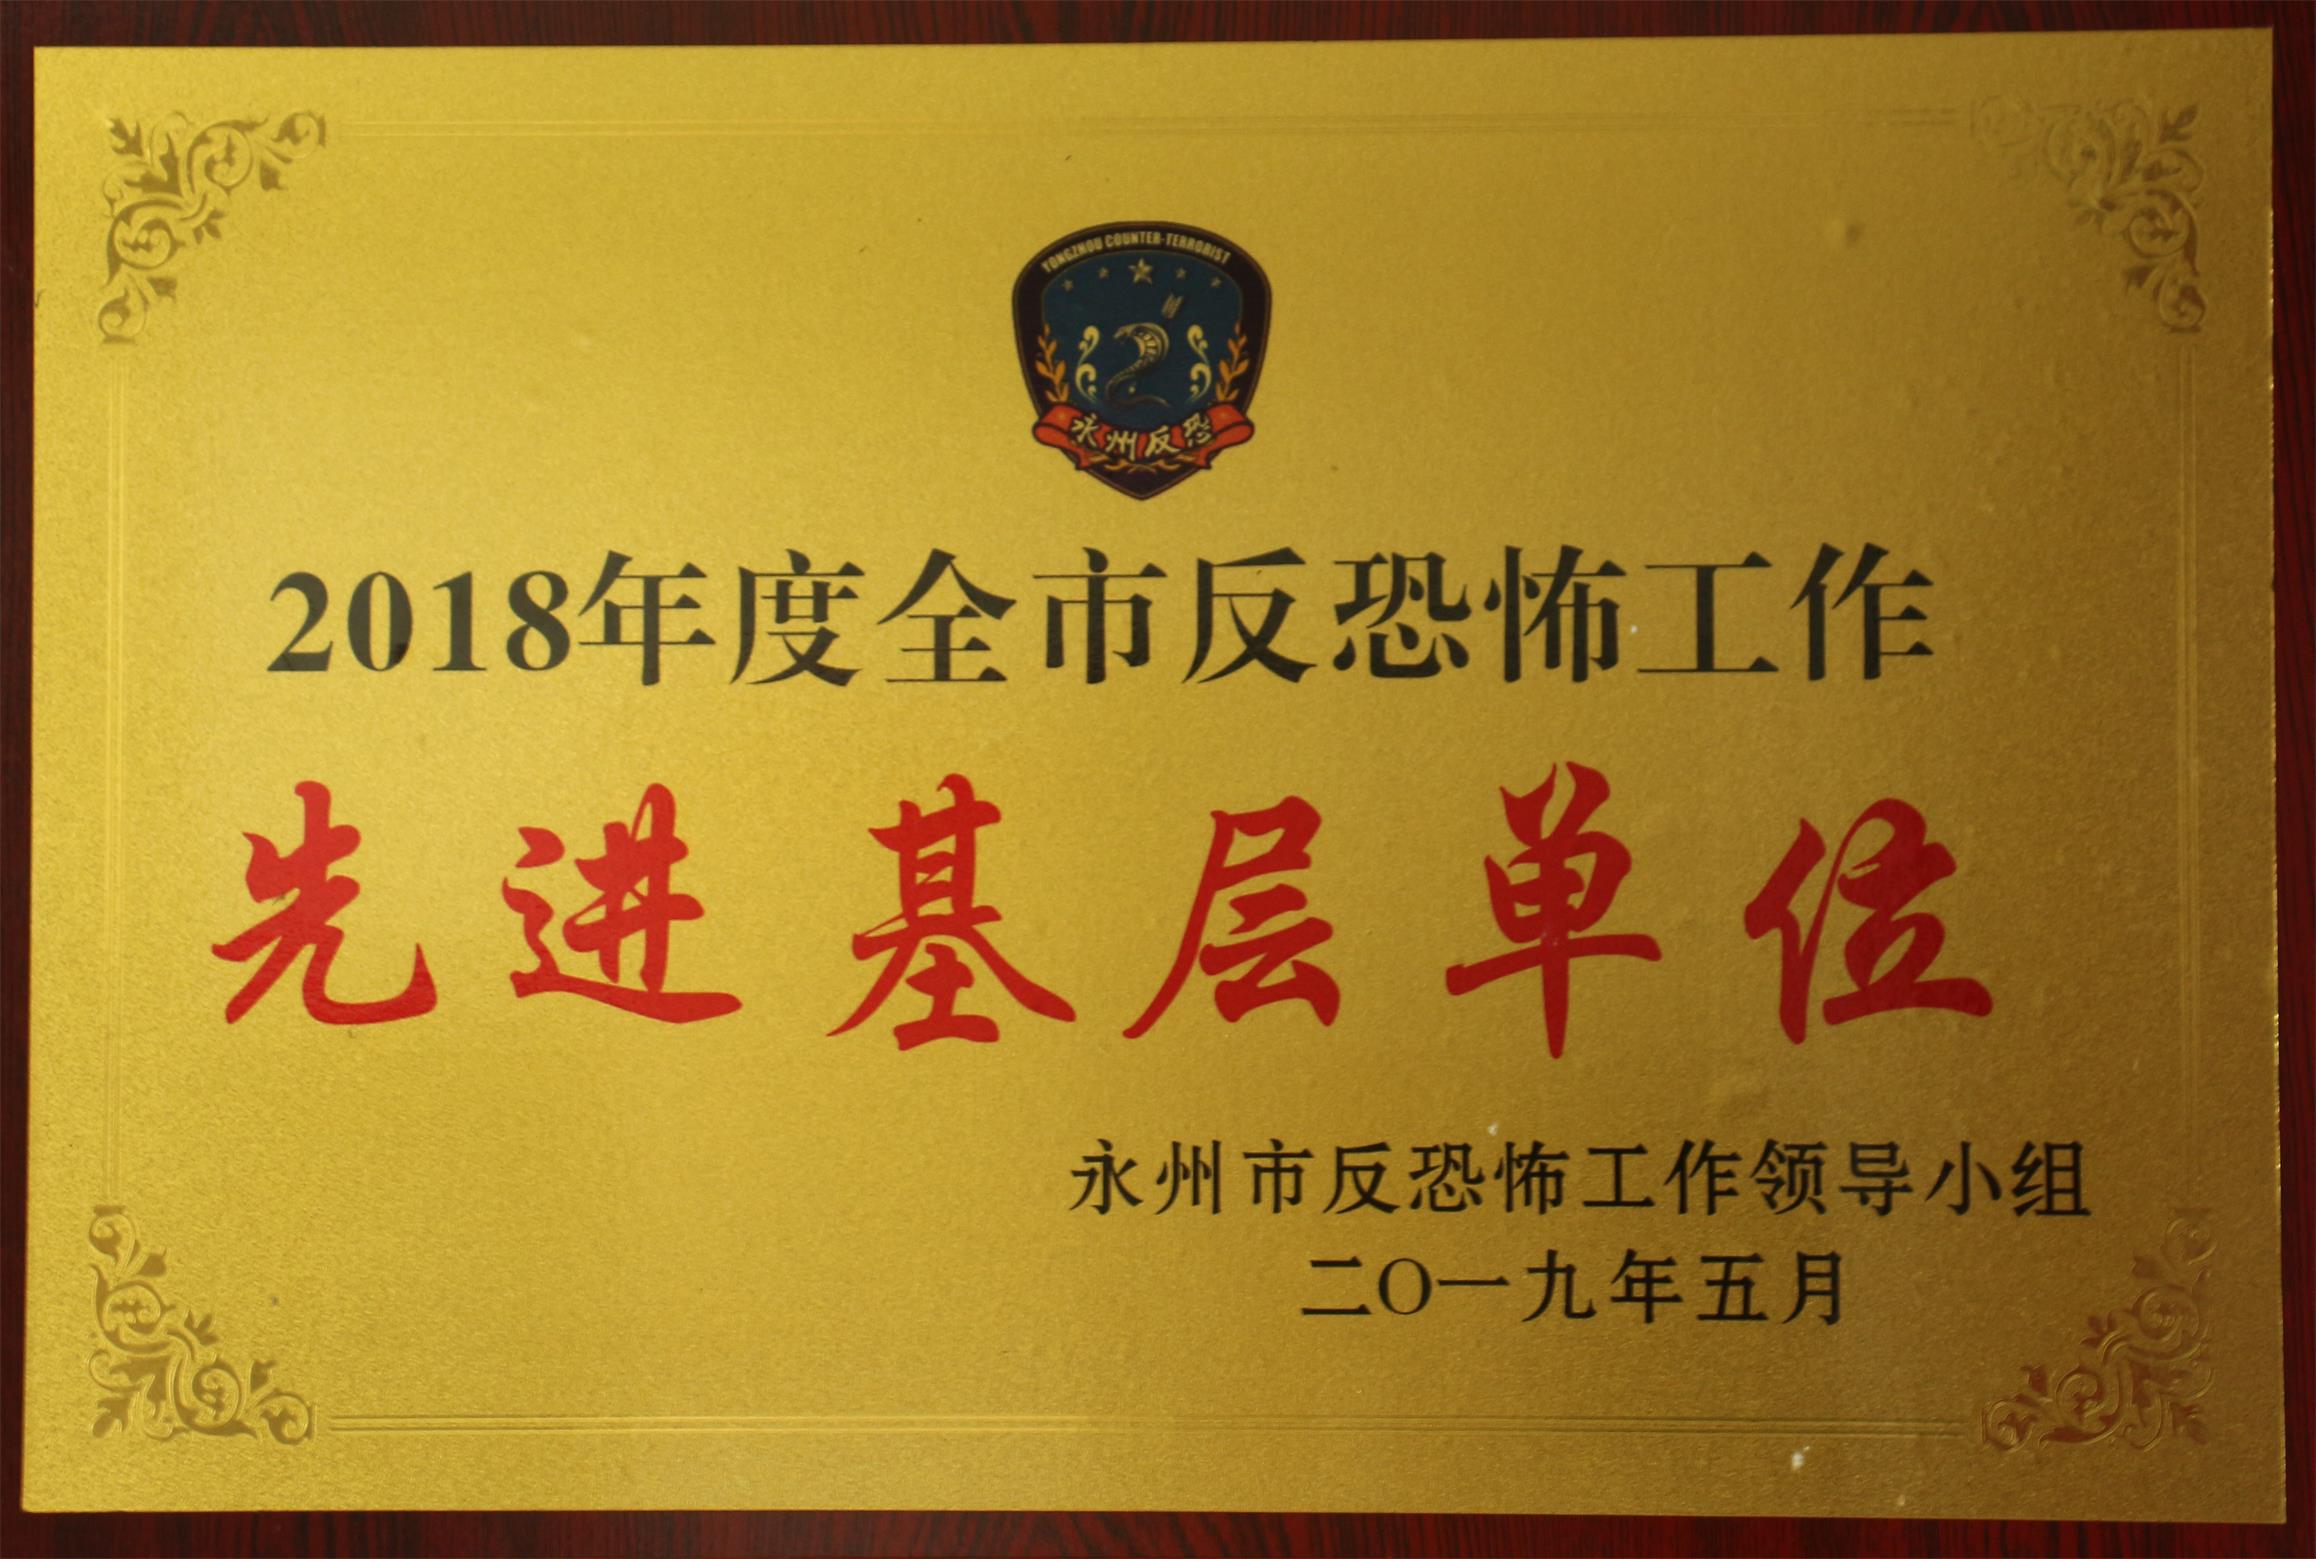 YONGZHOU COUNTER-TERRORIST
永州反恐
2018年度全市反恐怖工作
先进基层单位
永州市反恐怖工作领导小组
二〇一九年五月